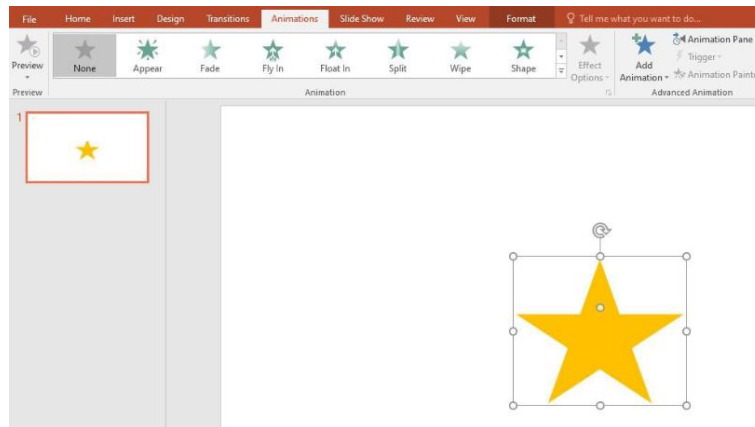 File Home Insert Design Transitions Animations Slide Show Review View Format Tell me what you want to do...
Preview
None Appear Fade Fly In Float In Split Wipe Shape
Effect Options
Add Animation
Animation Pane
Trigger
Animation
Preview Animation Advanced Animation
1